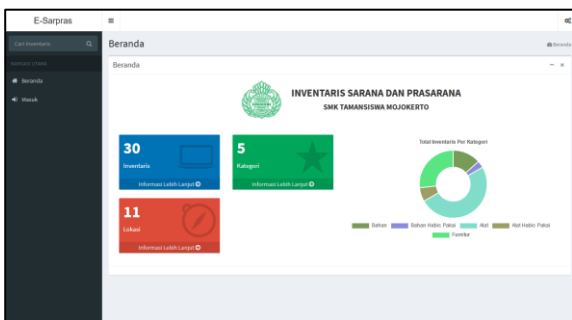 E-Sarpras
Cari Inventaris
NAVIGASI UTAMA
Beranda
Masuk
Beranda
Beranda
Beranda
INVENTARIS SARANA DAN PRASARANA
SMK TAMANSISWA MOJOKERTO
30
Inventaris
Informasi Lebih Lanjut
5
Kategori
Informasi Lebih Lanjut
11
Lokasi
Informasi Lebih Lanjut
Total Inventaris Per Kategori
Bahan Bahan Habis Pakai Alat Alat Habis Pakai
Furnitur